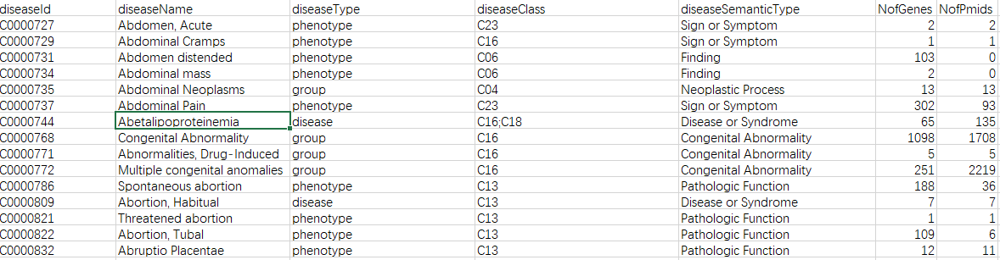 diseaseId diseaseName diseaseType diseaseClass diseaseSemanticType NofGenes NofPmids
C0000727 Abdomen, Acute phenotype C23 Sign or Symptom 2 2
C0000729 Abdominal Cramps phenotype C16 Sign or Symptom 1 1
C0000731 Abdomen distended phenotype C06 Finding 103 0
C0000734 Abdominal mass phenotype C06 Finding 2 0
C0000735 Abdominal Neoplasms group C04 Neoplastic Process 13 13
C0000737 Abdominal Pain phenotype C23 Sign or Symptom 302 93
C0000744 Abetalipoproteinemia disease C16;C18 Disease or Syndrome 65 135
C0000768 Congenital Abnormality group C16 Congenital Abnormality 1098 1708
C0000771 Abnormalities, Drug-Induced group C16 Congenital Abnormality 5 5
C0000772 Multiple congenital anomalies group C16 Congenital Abnormality 251 2219
C0000786 Spontaneous abortion phenotype C13 Pathologic Function 188 36
C0000809 Abortion, Habitual disease C13 Disease or Syndrome 7 7
C0000821 Threatened abortion phenotype C13 Pathologic Function 1 1
C0000822 Abortion, Tubal phenotype C13 Pathologic Function 109 6
C0000832 Abruptio Placentae phenotype C13 Pathologic Function 12 11